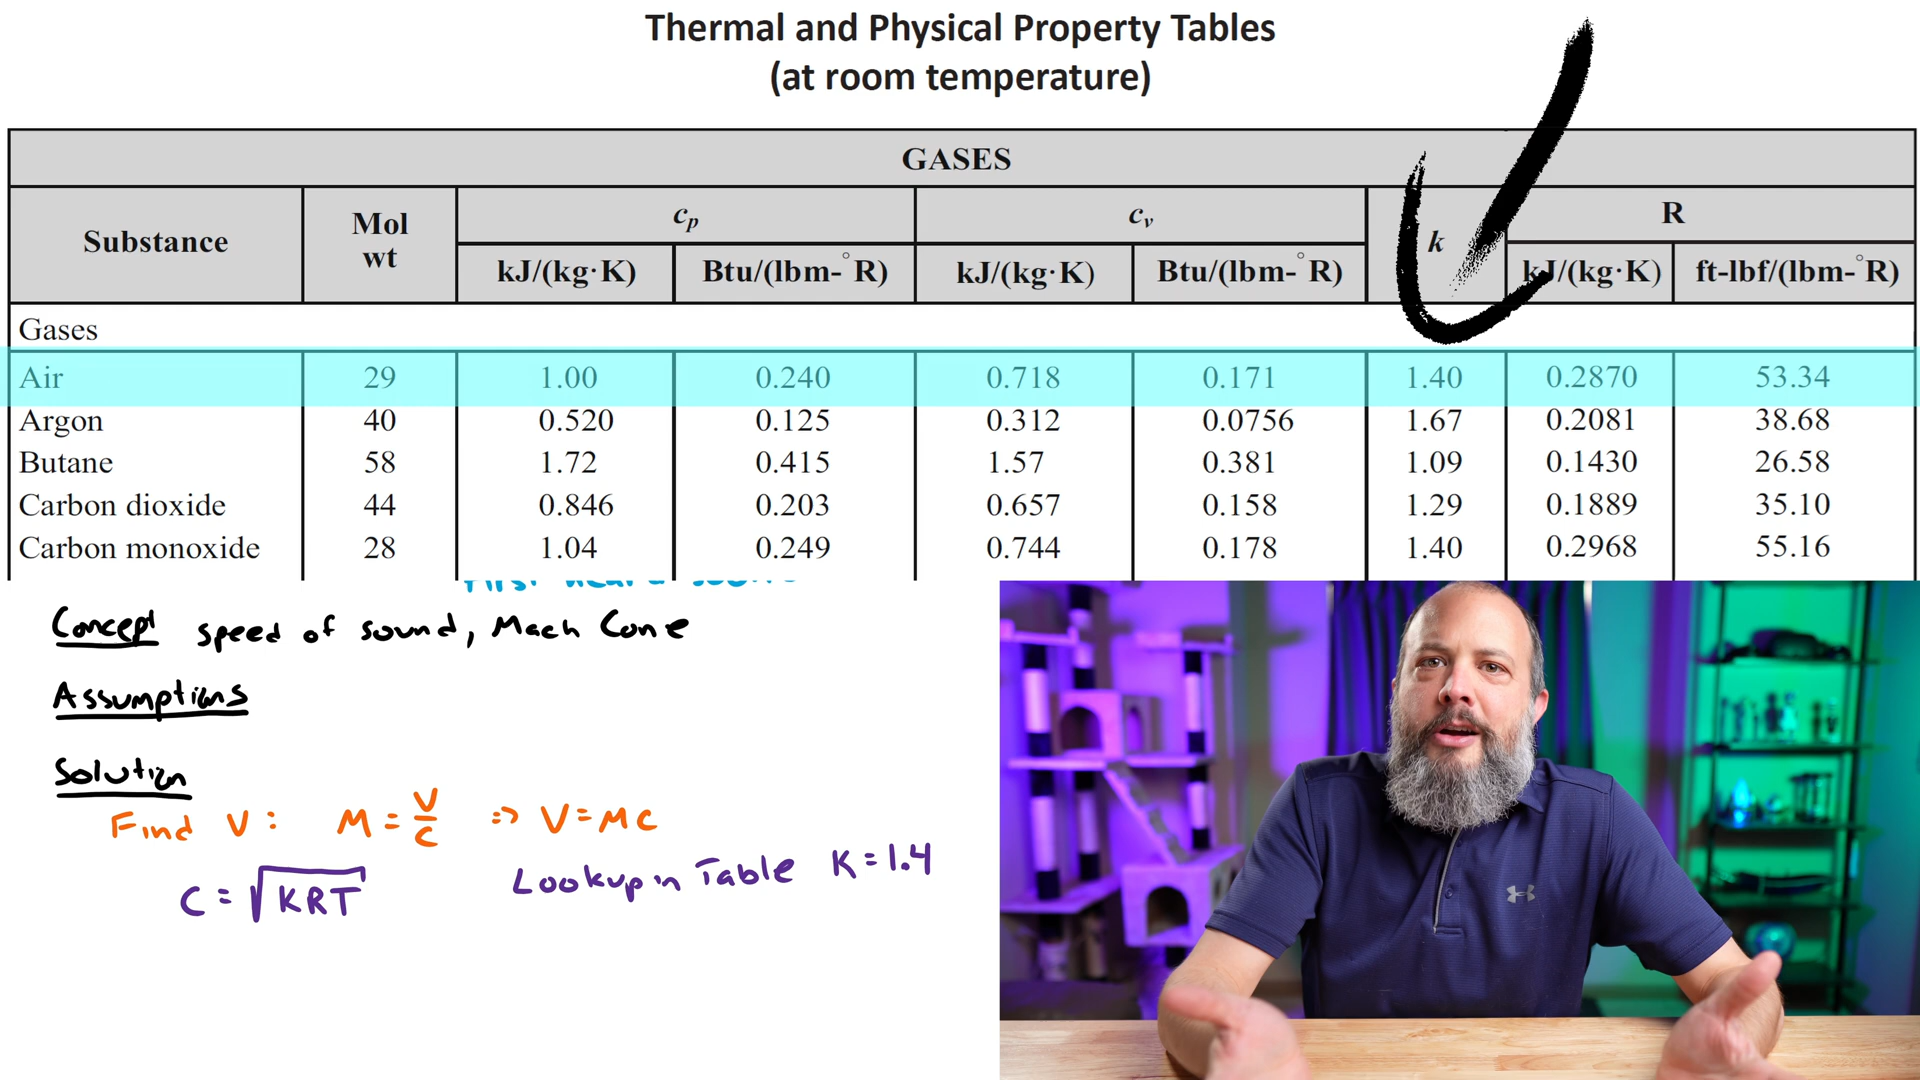 Thermal and Physical Property Tables
(at room temperature)
GASES
Substance Mol wt cp cv k R
kJ/(kg·K) Btu/(lbm-°R) kJ/(kg·K) Btu/(lbm-°R) kJ/(kg·K) ft-lbf/(lbm-°R)
Gases
Air 29 1.00 0.240 0.718 0.171 1.40 0.2870 53.34
Argon 40 0.520 0.125 0.312 0.0756 1.67 0.2081 38.68
Butane 58 1.72 0.415 1.57 0.381 1.09 0.1430 26.58
Carbon dioxide 44 0.846 0.203 0.657 0.158 1.29 0.1889 35.10
Carbon monoxide 28 1.04 0.249 0.744 0.178 1.40 0.2968 55.16
Concept speed of sound, Mach Cone
Assumptions
Solution
Find V: M = V/C => V=MC
C = √KRT Lookup in Table K=1.4